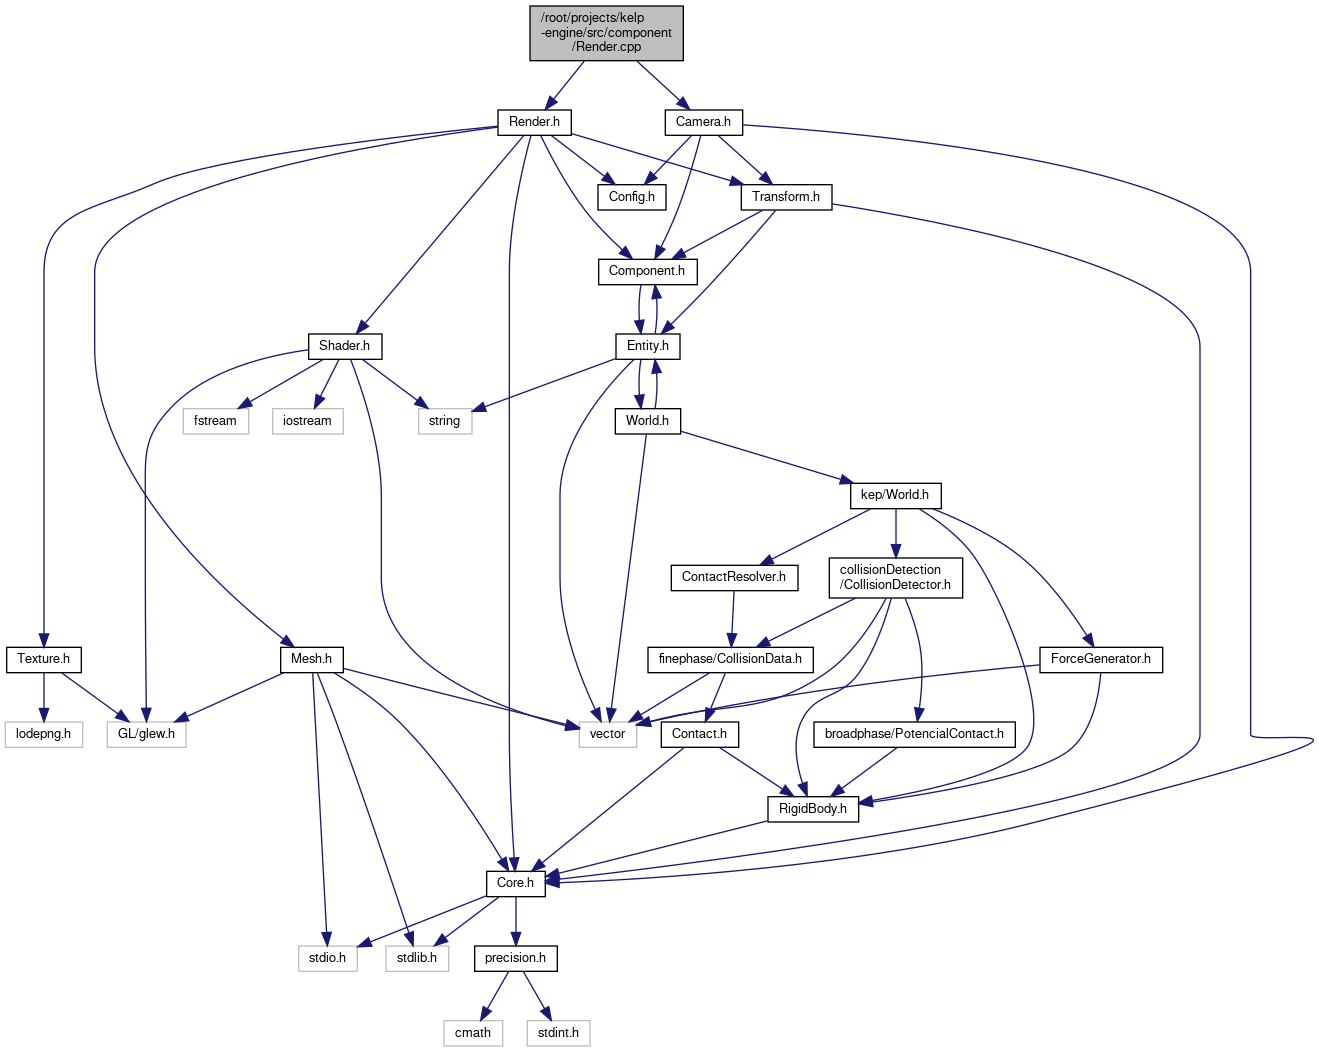 /root/projects/kelp
-engine/src/component
/Render.cpp
Render.h
Camera.h
Config.h
Transform.h
Component.h
Shader.h
Entity.h
fstream
iostream
string
World.h
kep/World.h
ContactResolver.h
collisionDetection
/CollisionDetector.h
Texture.h
Mesh.h
finephase/CollisionData.h
ForceGenerator.h
lodepng.h
GL/glew.h
vector
Contact.h
broadphase/PotencialContact.h
RigidBody.h
Core.h
stdio.h
stdlib.h
precision.h
cmath
stdint.h